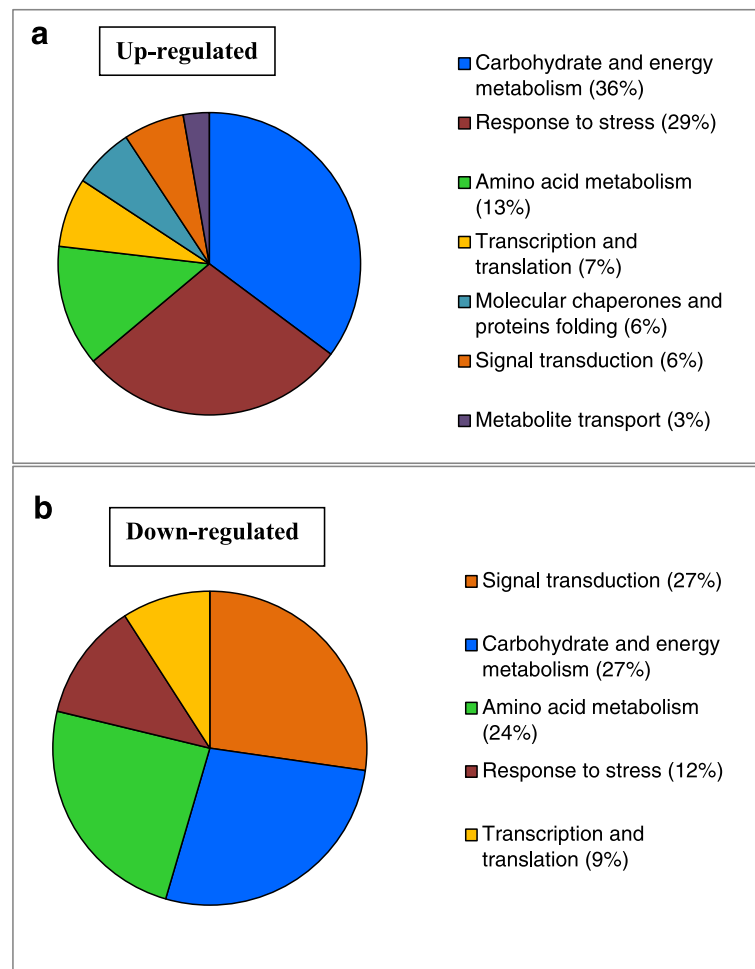 a
Up-regulated
Carbohydrate and energy
metabolism (36%)
Response to stress (29%)
Amino acid metabolism
(13%)
Transcription and
translation (7%)
Molecular chaperones and
proteins folding (6%)
Signal transduction (6%)
Metabolite transport (3%)
b
Down-regulated
Signal transduction (27%)
Carbohydrate and energy
metabolism (27%)
Amino acid metabolism
(24%)
Response to stress (12%)
Transcription and
translation (9%)